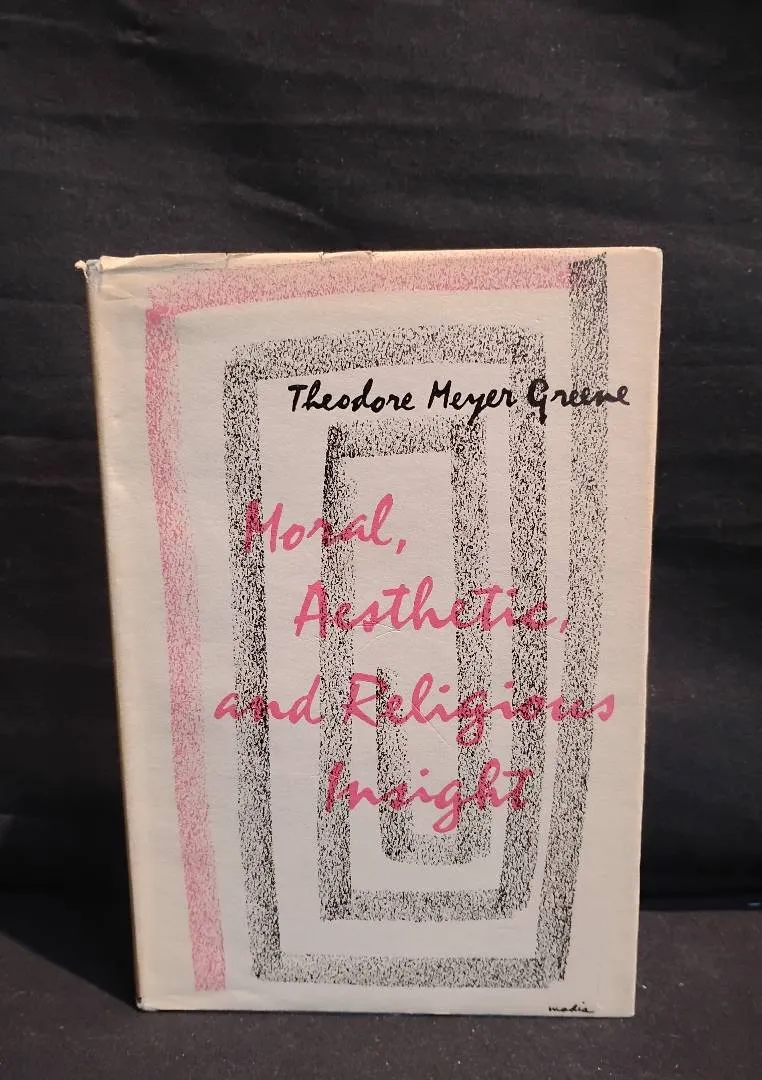 Theodore Meyer Greene
Moral,
Aesthetic,
and Religious
Insight